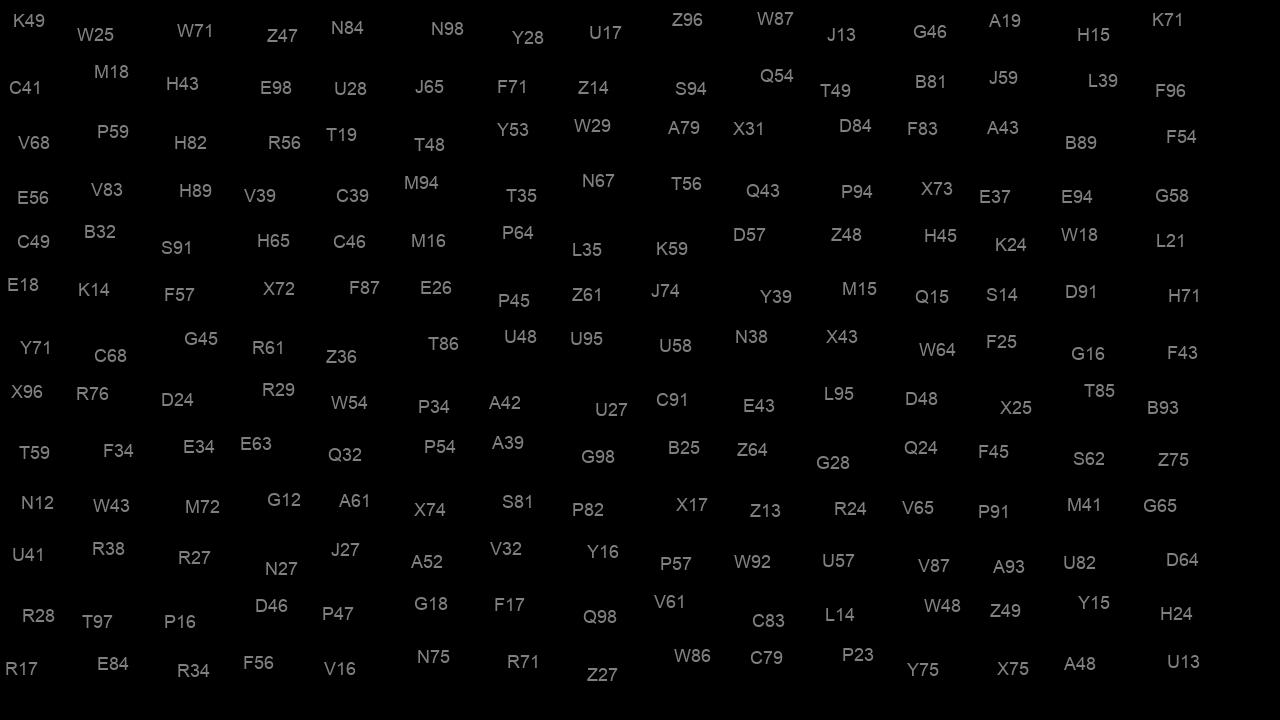 K49 W25 W71 Z47 N84 N98 Y28 U17 Z96 W87 J13 G46 A19 H15 K71
C41 M18 H43 E98 U28 J65 F71 Z14 S94 Q54 T49 B81 J59 L39 F96
V68 P59 H82 R56 T19 T48 Y53 W29 A79 X31 D84 F83 A43 B89 F54
E56 V83 H89 V39 C39 M94 T35 N67 T56 Q43 P94 X73 E37 E94 G58
C49 B32 S91 H65 C46 M16 P64 L35 K59 D57 Z48 H45 K24 W18 L21
E18 K14 F57 X72 F87 E26 P45 Z61 J74 Y39 M15 Q15 S14 D91 H71
Y71 C68 G45 R61 Z36 T86 U48 U95 U58 N38 X43 W64 F25 G16 F43
X96 R76 D24 R29 W54 P34 A42 U27 C91 E43 L95 D48 X25 T85 B93
T59 F34 E34 E63 Q32 P54 A39 G98 B25 Z64 G28 Q24 F45 S62 Z75
N12 W43 M72 G12 A61 X74 S81 P82 X17 Z13 R24 V65 P91 M41 G65
U41 R38 R27 N27 J27 A52 V32 Y16 P57 W92 U57 V87 A93 U82 D64
R28 T97 P16 D46 P47 G18 F17 Q98 V61 C83 L14 W48 Z49 Y15 H24
R17 E84 R34 F56 V16 N75 R71 Z27 W86 C79 P23 Y75 X75 A48 U13